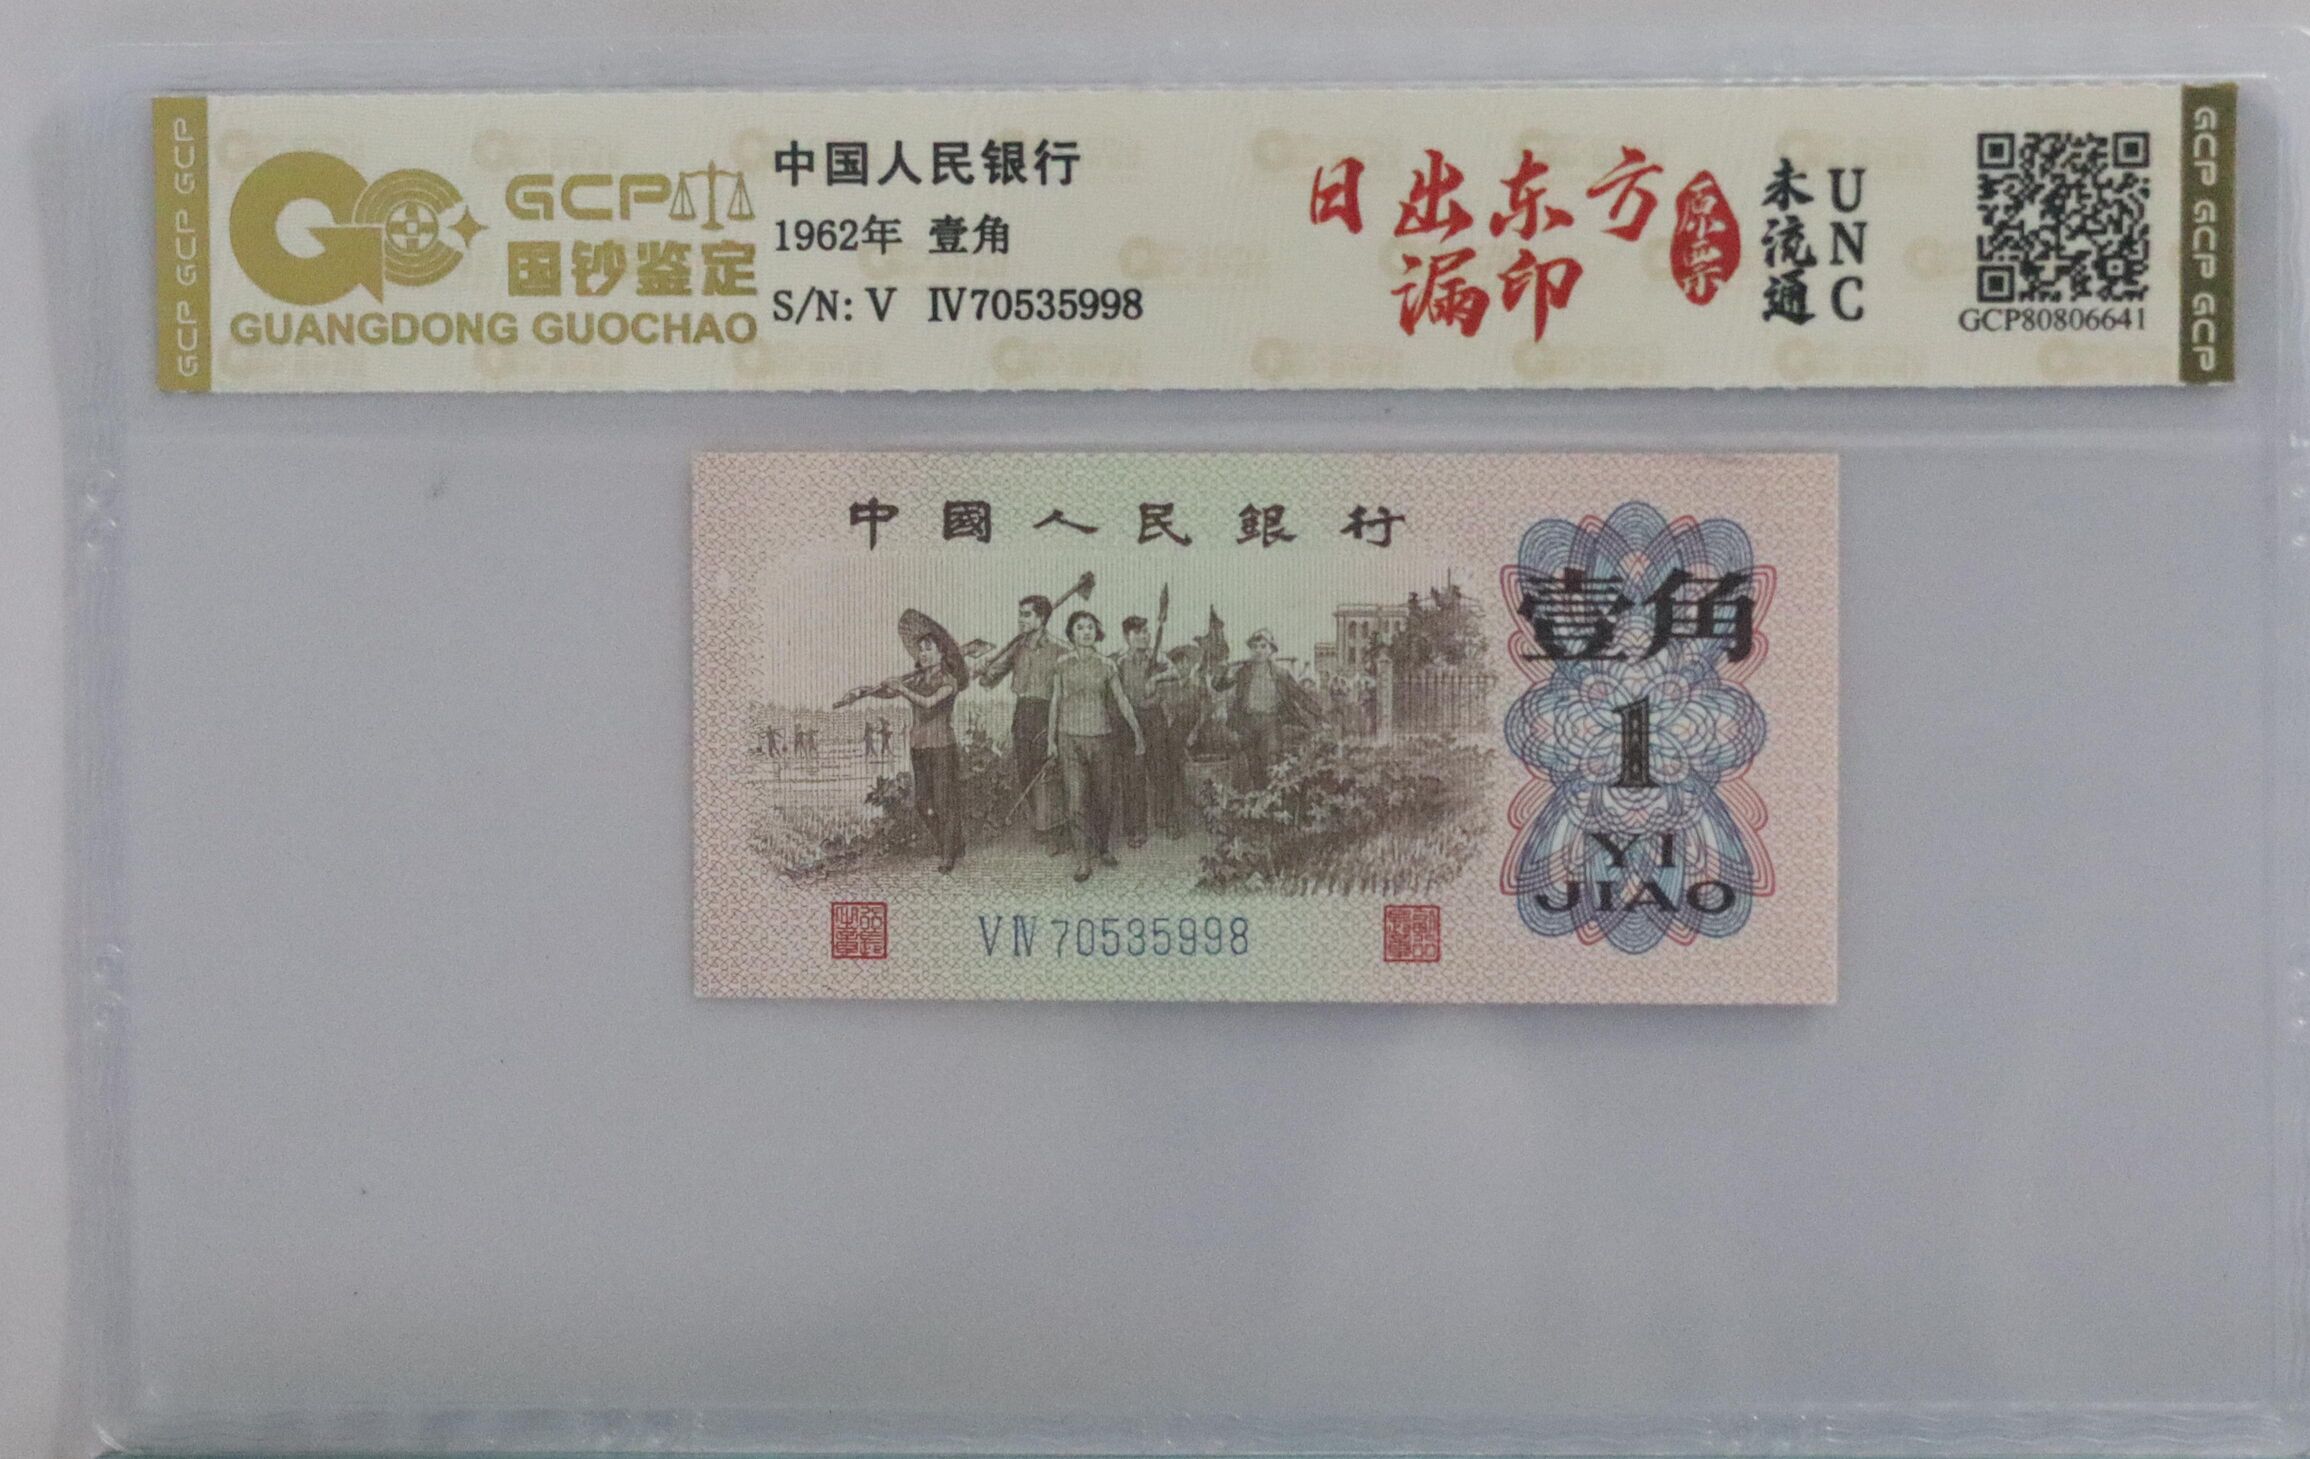 GCP GCP GCP
GCP
国钞鉴定
GUANGDONG GUOCHAO
中国人民银行
1962年 壹角
S/N: V Ⅳ70535998
日出东方
漏印
原票
未流通
UNC
GCP80806641
GCP GCP GCP
中國人民銀行
壹角
1
YI
JIAO
V Ⅳ 70535998